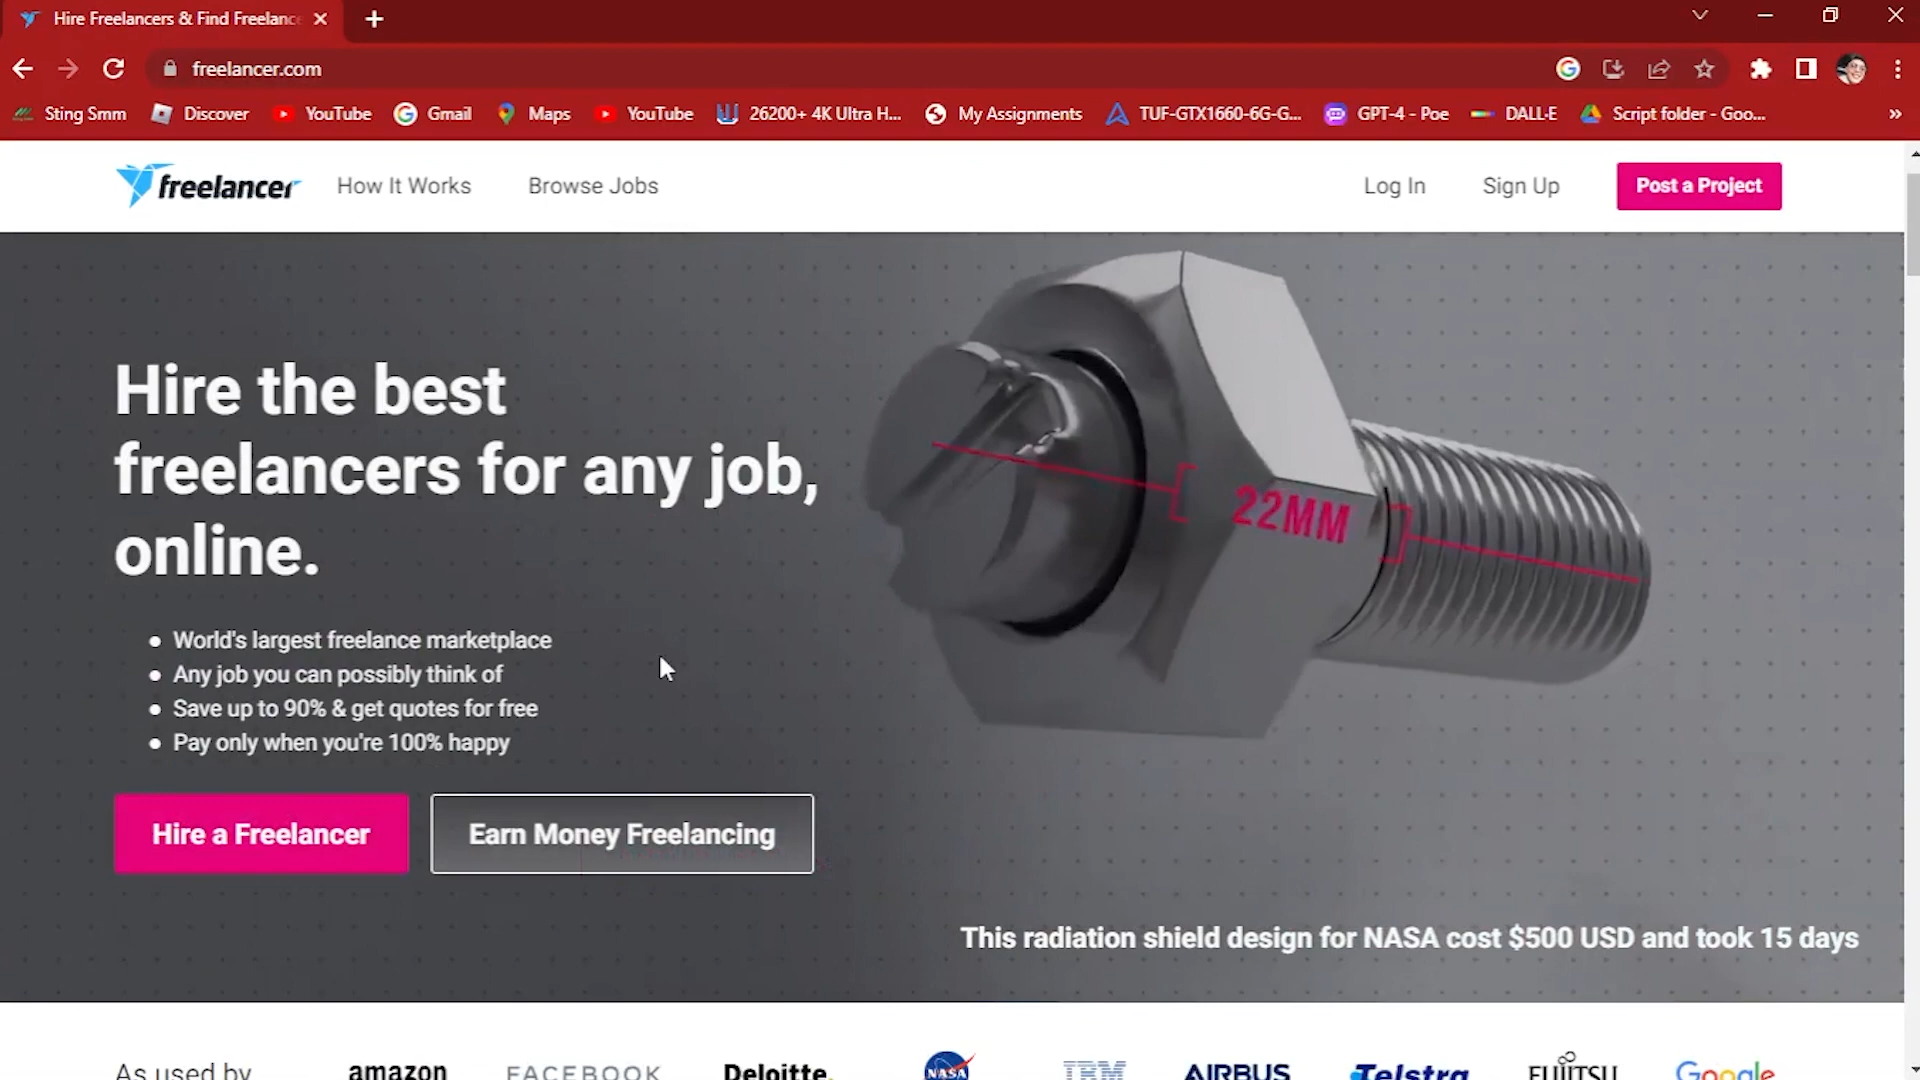 Hire Freelancers & Find Freelanc
freelancer.com
Sting Smm
Discover
YouTube
Gmail
Maps
YouTube
26200+ 4K Ultra H...
My Assignments
TUF-GTX1660-6G-G...
GPT-4 - Poe
DALL·E
Script folder - Goo...
freelancer
How It Works
Browse Jobs
Log In
Sign Up
Post a Project
Hire the best
freelancers for any job,
online.
22MM
World's largest freelance marketplace
Any job you can possibly think of
Save up to 90% & get quotes for free
Pay only when you're 100% happy
Hire a Freelancer
Earn Money Freelancing
This radiation shield design for NASA cost $500 USD and took 15 days
As used by
amazon
FACEBOOK
Deloitte.
NASA
IBM
AIRBUS
Telstra
FUJITSU
Google